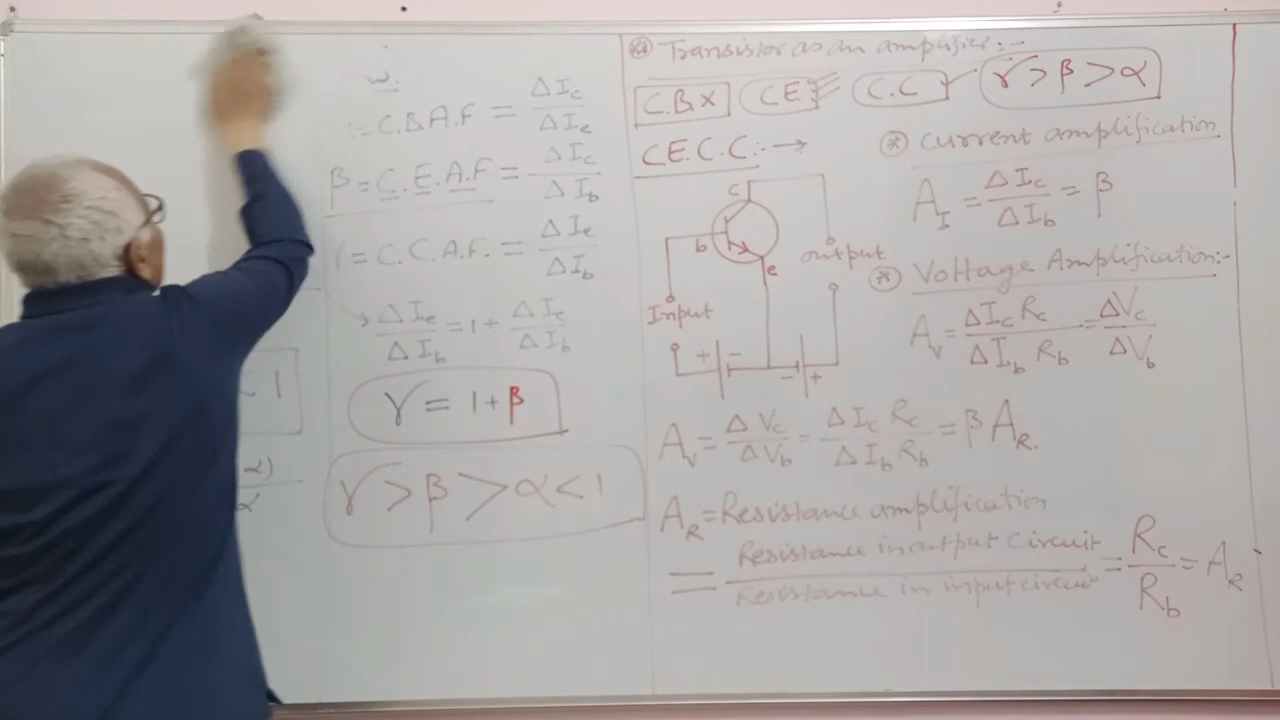 = C.B A.F = ΔIc/ΔIe
β = C.E.A.F = ΔIc/ΔIb
γ = C.C.A.F. = ΔIe/ΔIb
→ ΔIe/ΔIb = 1 + ΔIc/ΔIb
γ = 1 + β
γ > β > α < 1
< 1
α)
α
Transistor as an amplifier :-
C.B X CE C.C γ > β > α
C.E.C.C:- →
c
b
e
Input
output
+ -
- +
* Current amplification
A_I = ΔIc/ΔIb = β
* Voltage Amplification:-
A_v = ΔIc Rc/ΔIb Rb = ΔVc/ΔVb
A_v = ΔVc/ΔVb = ΔIc Rc/ΔIb Rb = β A_R.
A_R = Resistance amplification
= Resistance in output Circuit/Resistance in input circuit = Rc/Rb = A_R